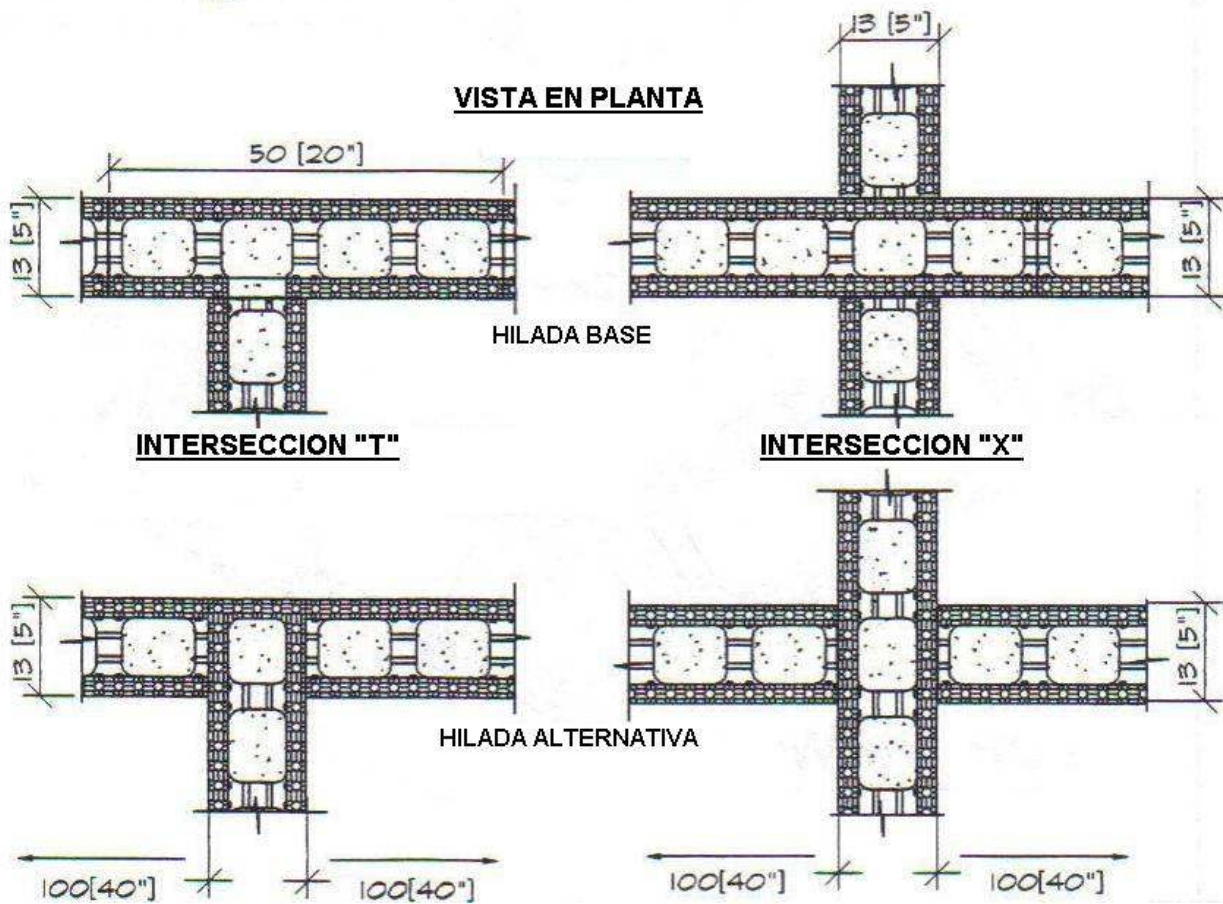 13 [5"]
VISTA EN PLANTA
50 [20"]
13 [5"]
13 [5"]
HILADA BASE
INTERSECCION "T"
INTERSECCION "X"
13 [5"]
13 [5"]
HILADA ALTERNATIVA
100[40"]
100[40"]
100[40"]
100[40"]